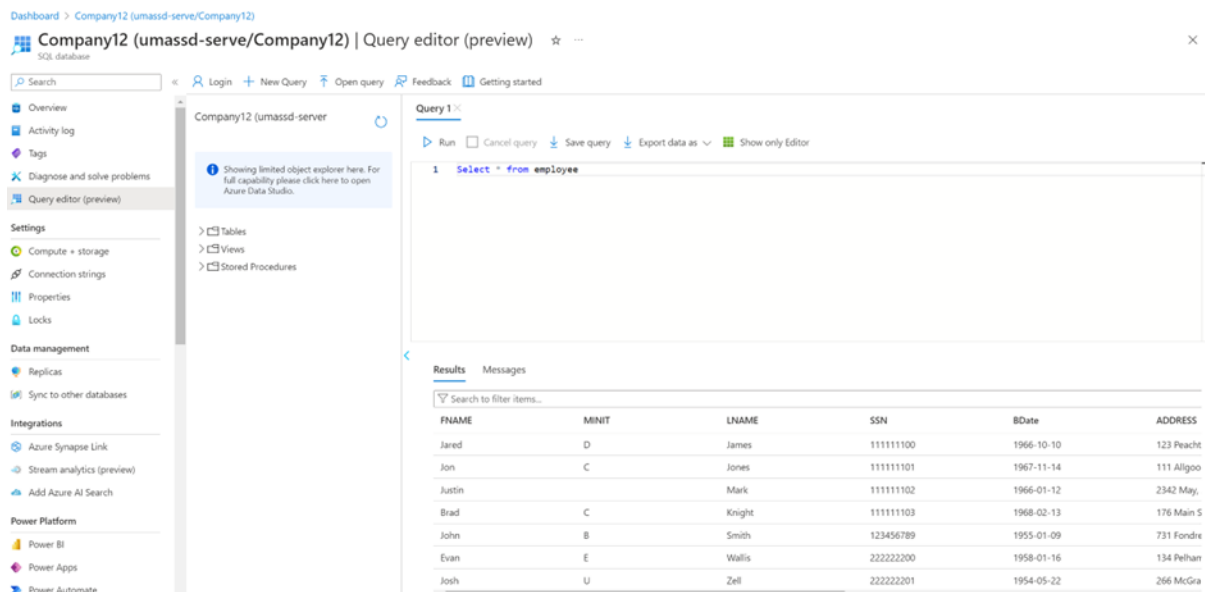 Dashboard > Company12 (umassd-serve/Company12)
Company12 (umassd-serve/Company12) | Query editor (preview)
SQL database
Search
Login
New Query
Open query
Feedback
Getting started
Overview
Activity log
Tags
Diagnose and solve problems
Query editor (preview)
Settings
Compute + storage
Connection strings
Properties
Locks
Data management
Replicas
Sync to other databases
Integrations
Azure Synapse Link
Stream analytics (preview)
Add Azure AI Search
Power Platform
Power BI
Power Apps
Power Automate
Company12 (umassd-server
Showing limited object explorer here. For
full capability please click here to open
Azure Data Studio.
Tables
Views
Stored Procedures
Query 1
Run
Cancel query
Save query
Export data as
Show only Editor
1 Select * from employee
Results Messages
Search to filter items...
FNAME MINIT LNAME SSN BDate ADDRESS
Jared D James 111111100 1966-10-10 123 Peacht
Jon C Jones 111111101 1967-11-14 111 Allgoo
Justin Mark 111111102 1966-01-12 2342 May,
Brad C Knight 111111103 1968-02-13 176 Main S
John B Smith 123456789 1955-01-09 731 Fondre
Evan E Wallis 222222200 1958-01-16 134 Pelham
Josh U Zell 222222201 1954-05-22 266 McGra